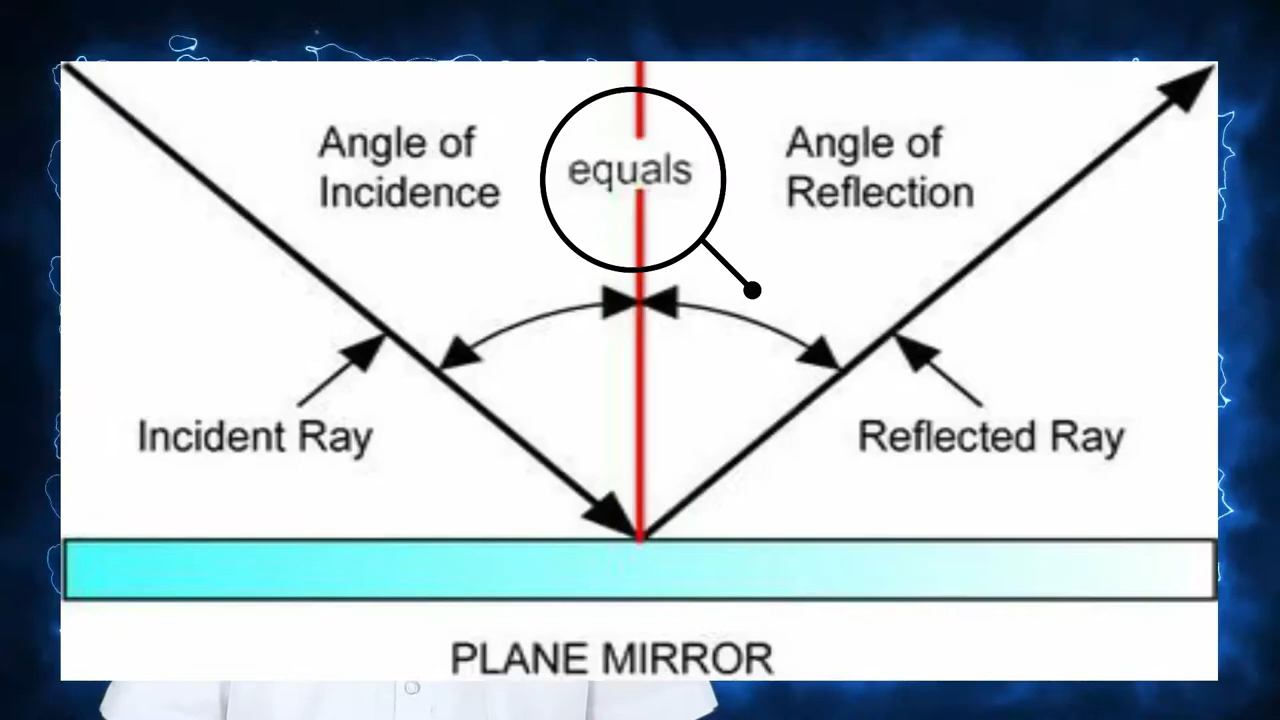 Angle of
Incidence
equals
Angle of
Reflection
Incident Ray
Reflected Ray
PLANE MIRROR